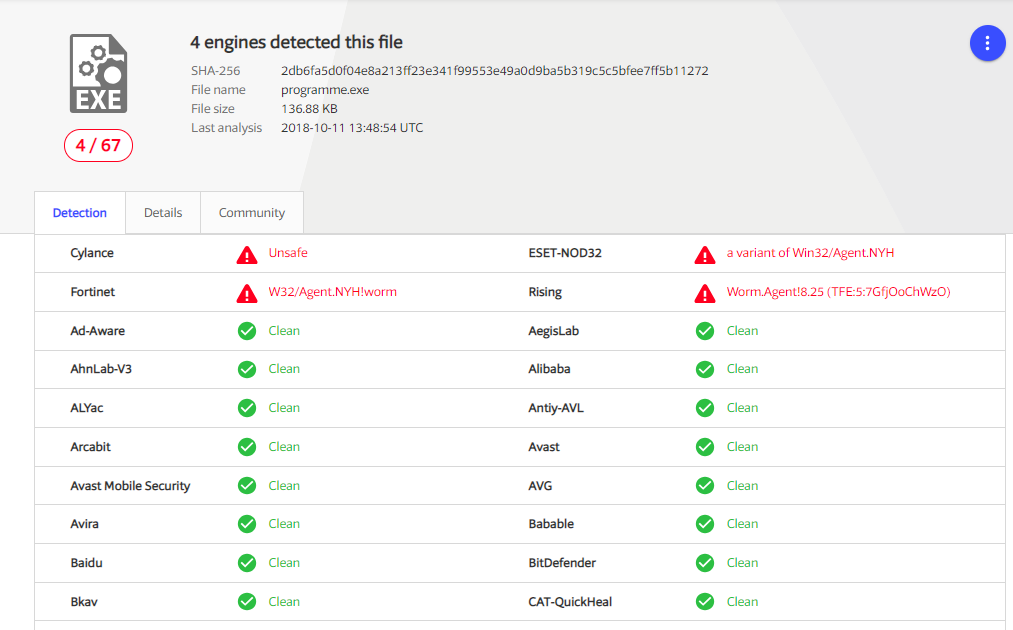 4 engines detected this file
SHA-256 2db6fa5d0f04e8a213ff23e341f99553e49a0d9ba5b319c5c5bfee7ff5b11272
File name programme.exe
File size 136.88 KB
Last analysis 2018-10-11 13:48:54 UTC
EXE
4 / 67
Detection Details Community
Cylance Unsafe ESET-NOD32 a variant of Win32/Agent.NYH
Fortinet W32/Agent.NYH!worm Rising Worm.Agent!8.25 (TFE:5:7GfjOoChWzO)
Ad-Aware Clean AegisLab Clean
AhnLab-V3 Clean Alibaba Clean
ALYac Clean Antiy-AVL Clean
Arcabit Clean Avast Clean
Avast Mobile Security Clean AVG Clean
Avira Clean Babable Clean
Baidu Clean BitDefender Clean
Bkav Clean CAT-QuickHeal Clean